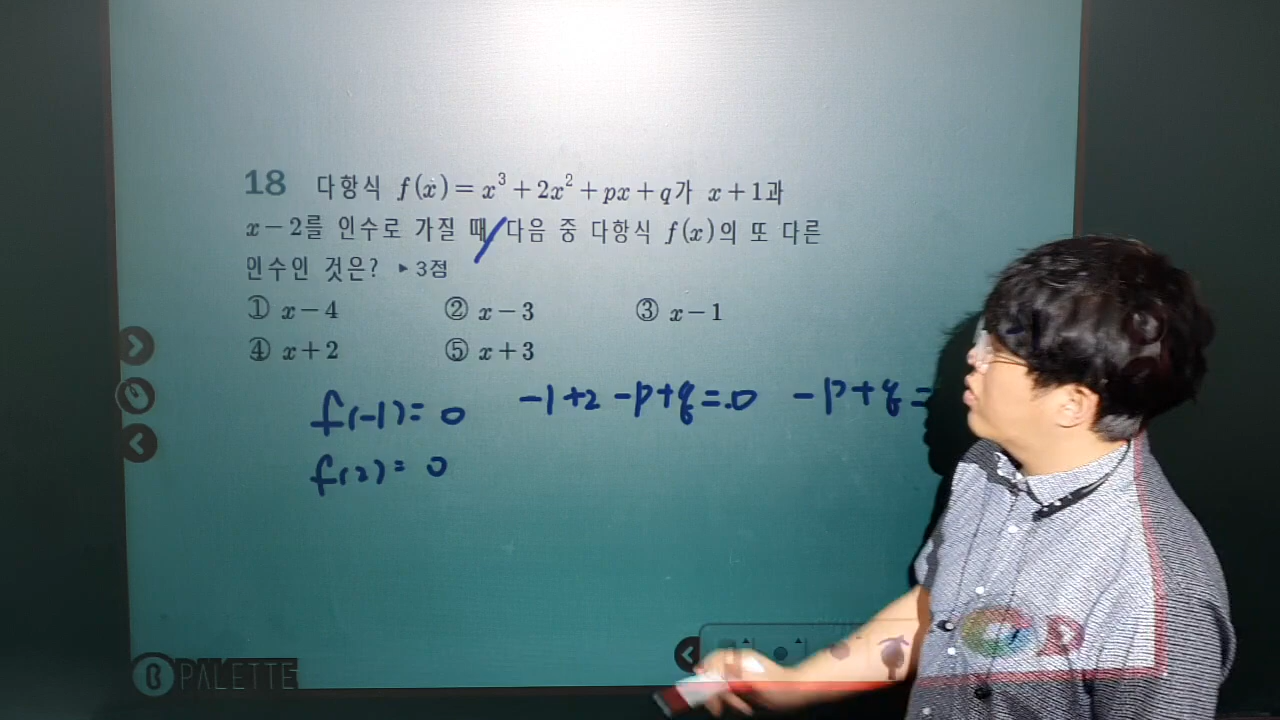 18 다항식 f(x)=x³+2x²+px+q가 x+1과
x−2를 인수로 가질 때, 다음 중 다항식 f(x)의 또 다른
인수인 것은? ▸3점
① x−4 ② x−3 ③ x−1
④ x+2 ⑤ x+3
f(-1)=0 -1+2-p+q=0 -p+q=
f(2)=0
PALETTE